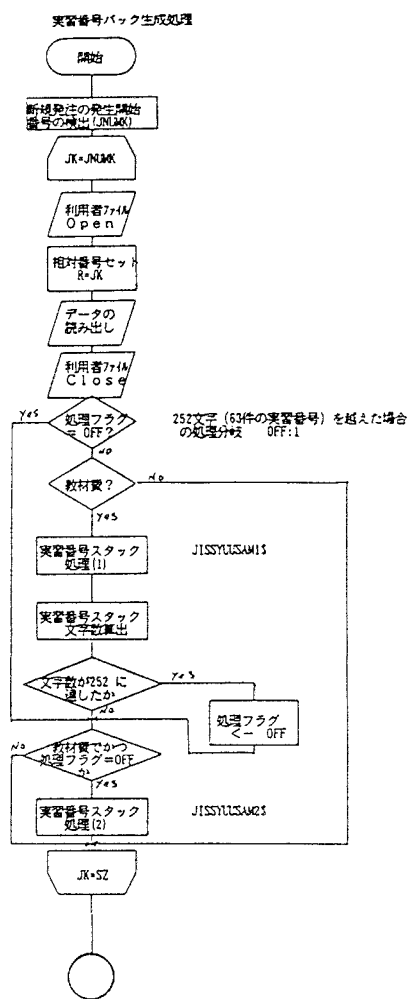 実習番号パック生成処理
開始
新規発注の発生開始
番号の検出(JNUMK)
JK=JNUMK
利用者ファイル
Open
相対番号セット
R=JK
データの
読み出し
利用者ファイル
Close
YES
処理フラグ
= OFF?
252文字(63件の実習番号)を越えた場合
の処理分岐 OFF:1
NO
教材費?
NO
YES
実習番号スタック
処理(1)
JISSYUUSAM1$
実習番号スタック
文字数算出
文字数が252 に
達したか
YES
NO
処理フラグ
<- OFF
NO
教材費でかつ
処理フラグ=OFF
か
YES
実習番号スタック
処理(2)
JISSYUUSAM2$
JK=SZ